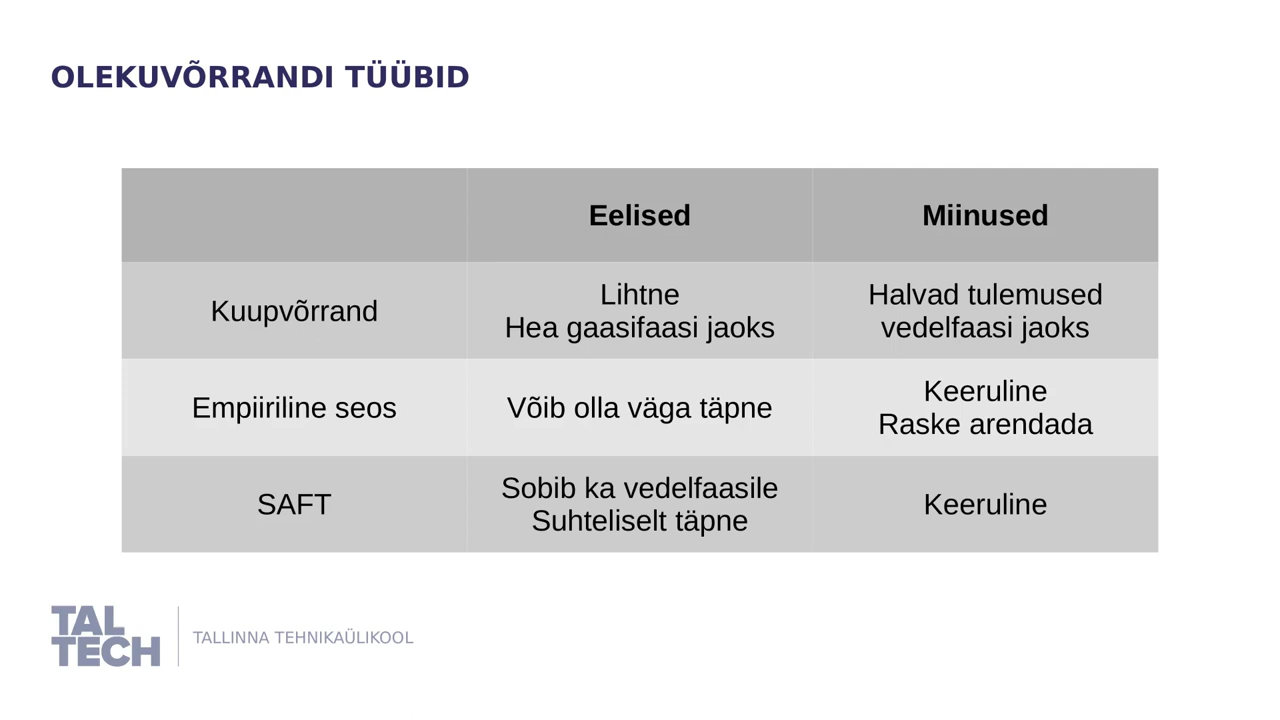 OLEKUVÕRRANDI TÜÜBID
Eelised
Miinused
Kuupvõrrand
Lihtne
Hea gaasifaasi jaoks
Halvad tulemused
vedelfaasi jaoks
Empiiriline seos
Võib olla väga täpne
Keeruline
Raske arendada
SAFT
Sobib ka vedelfaasile
Suhteliselt täpne
Keeruline
TAL
TECH
TALLINNA TEHNIKAÜLIKOOL